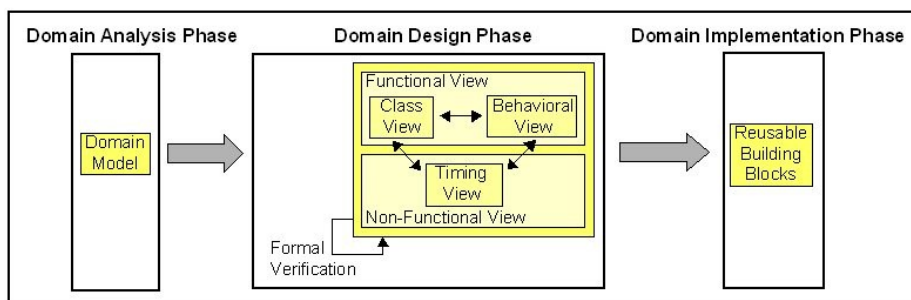 Domain Analysis Phase
Domain Design Phase
Domain Implementation Phase
Domain
Model
Functional View
Class
View
Behavioral
View
Timing
View
Non-Functional View
Formal
Verification
Reusable
Building
Blocks